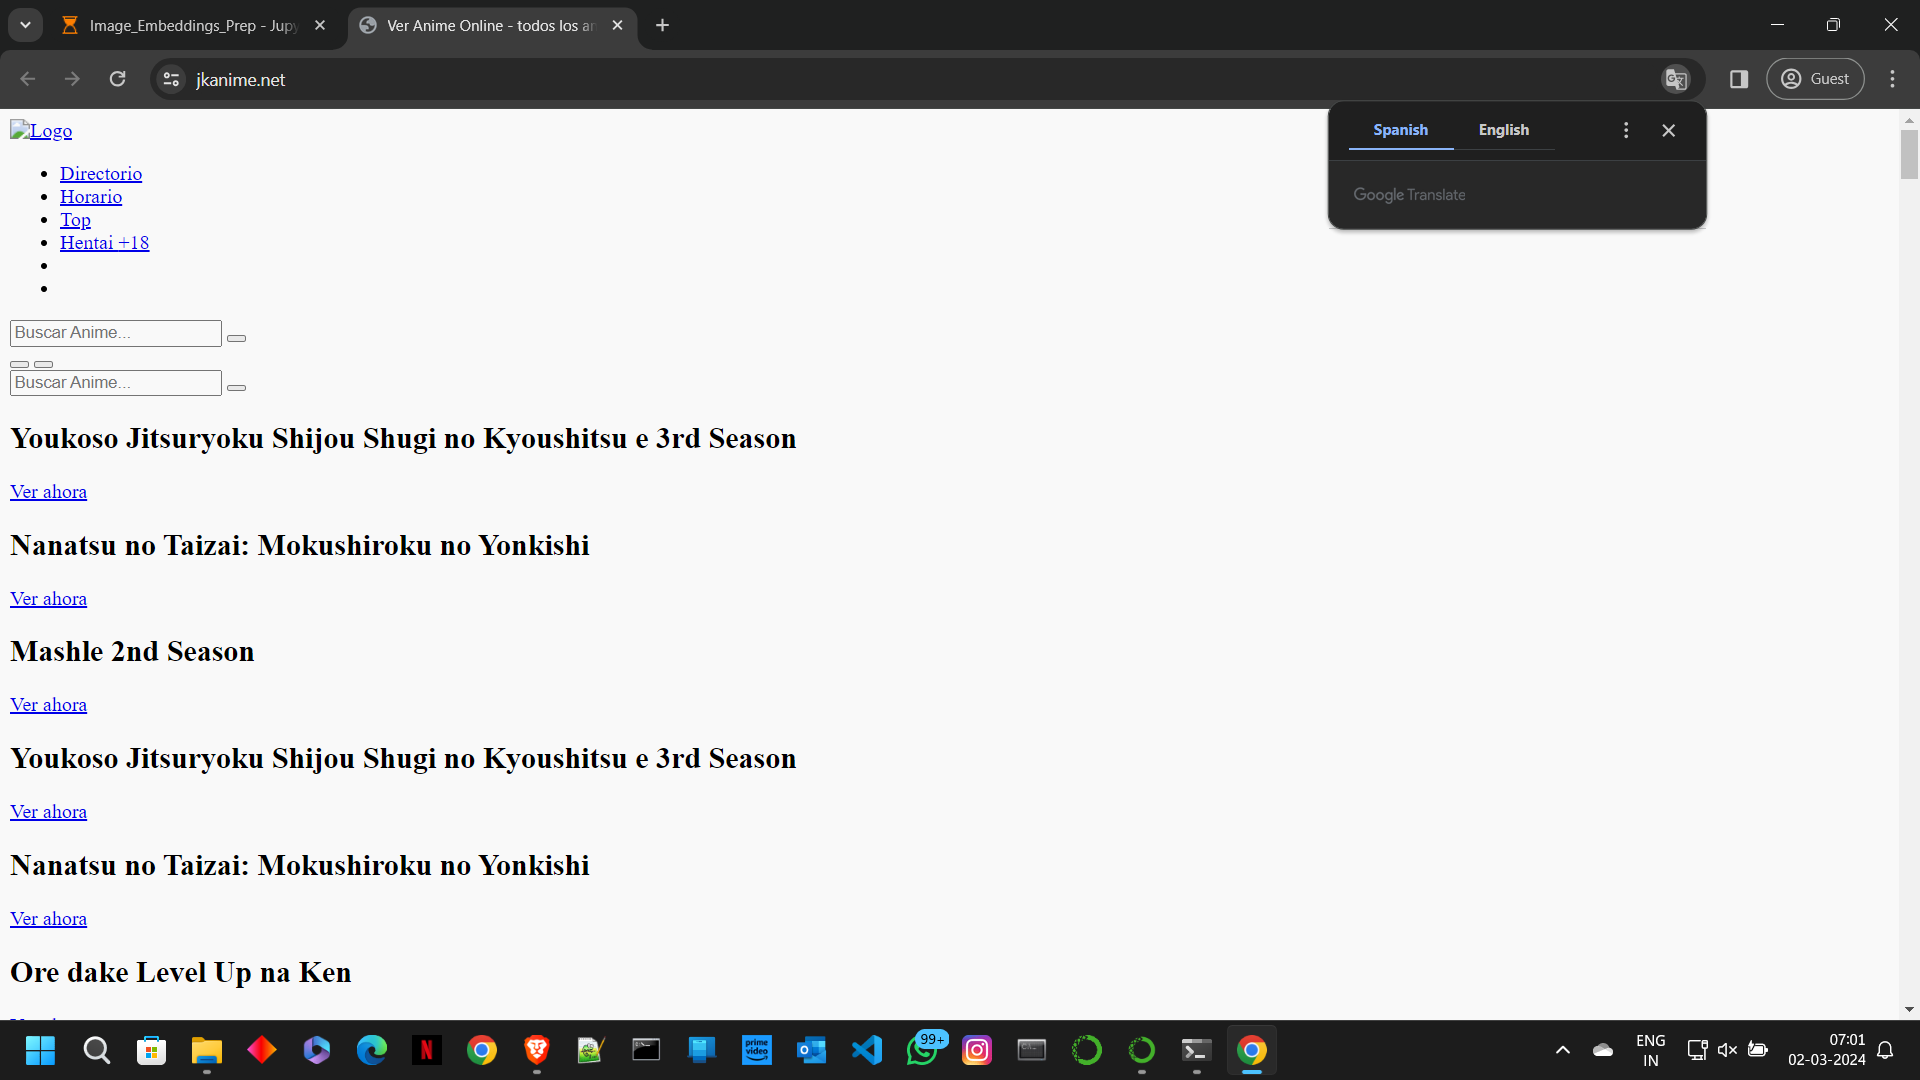 Image_Embeddings_Prep - Jupy
Ver Anime Online - todos los an
jkanime.net
Guest
Spanish
English
Google Translate
Logo
Directorio
Horario
Top
Hentai +18
Buscar Anime...
Buscar Anime...
Youkoso Jitsuryoku Shijou Shugi no Kyoushitsu e 3rd Season
Ver ahora
Nanatsu no Taizai: Mokushiroku no Yonkishi
Ver ahora
Mashle 2nd Season
Ver ahora
Youkoso Jitsuryoku Shijou Shugi no Kyoushitsu e 3rd Season
Ver ahora
Nanatsu no Taizai: Mokushiroku no Yonkishi
Ver ahora
Ore dake Level Up na Ken
N
prime video
99+
ENG
IN
07:01
02-03-2024